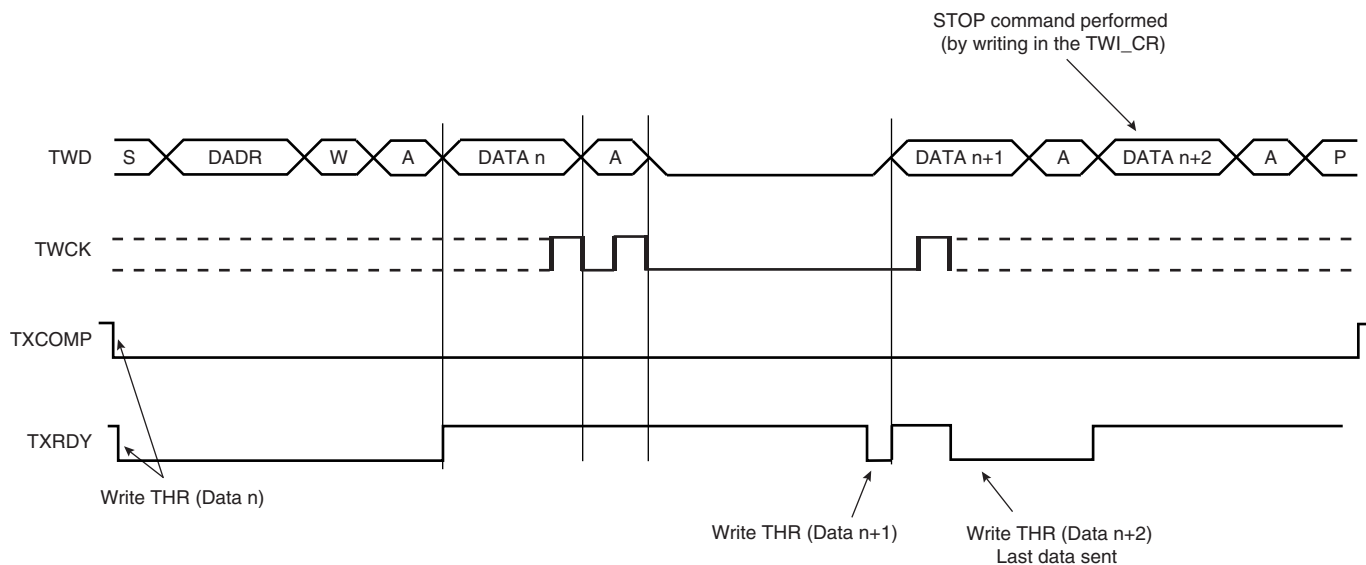 STOP command performed
(by writing in the TWI_CR)
TWD S DADR W A DATA n A DATA n+1 A DATA n+2 A P
TWCK
TXCOMP
TXRDY
Write THR (Data n)
Write THR (Data n+1)
Write THR (Data n+2)
Last data sent